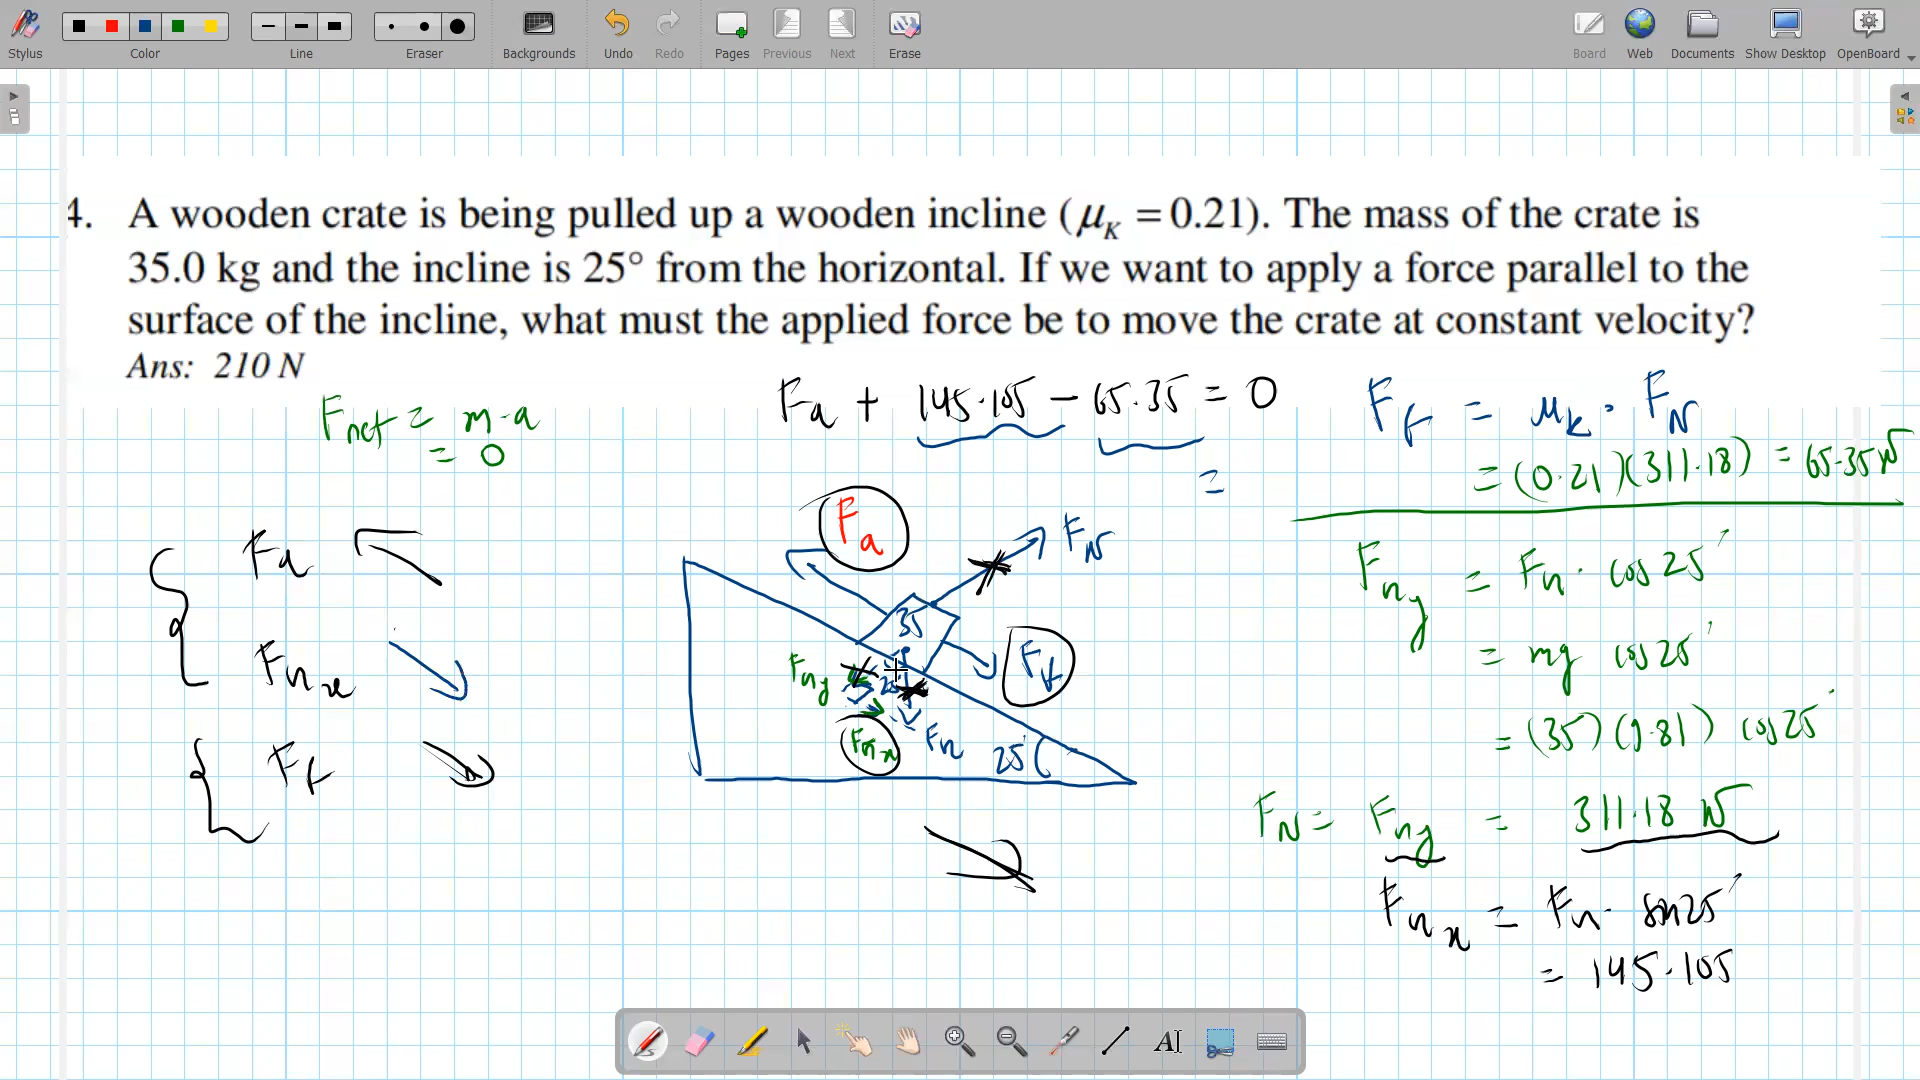 Stylus
Color
Line
Eraser
Backgrounds
Undo
Redo
Pages
Previous
Next
Erase
Board
Web
Documents
Show Desktop
OpenBoard
4. A wooden crate is being pulled up a wooden incline (μK = 0.21). The mass of the crate is
35.0 kg and the incline is 25° from the horizontal. If we want to apply a force parallel to the
surface of the incline, what must the applied force be to move the crate at constant velocity?
Ans: 210 N
Fnet = m·a
= 0
Fa + 145.105 - 65.35 = 0
=
Ff = μk · FN
= (0.21)(311.18) = 65.35 N
Fa
Fnx
Ff
Fa
FN
35
Ff
Fny
25
Fnx
Fn
25°
Fny = Fn · cos 25°
= mg cos 25°
= (35)(9.81) cos 25°
FN = Fny = 311.18 N
Fnx = Fn · sin 25°
= 145.105
AI